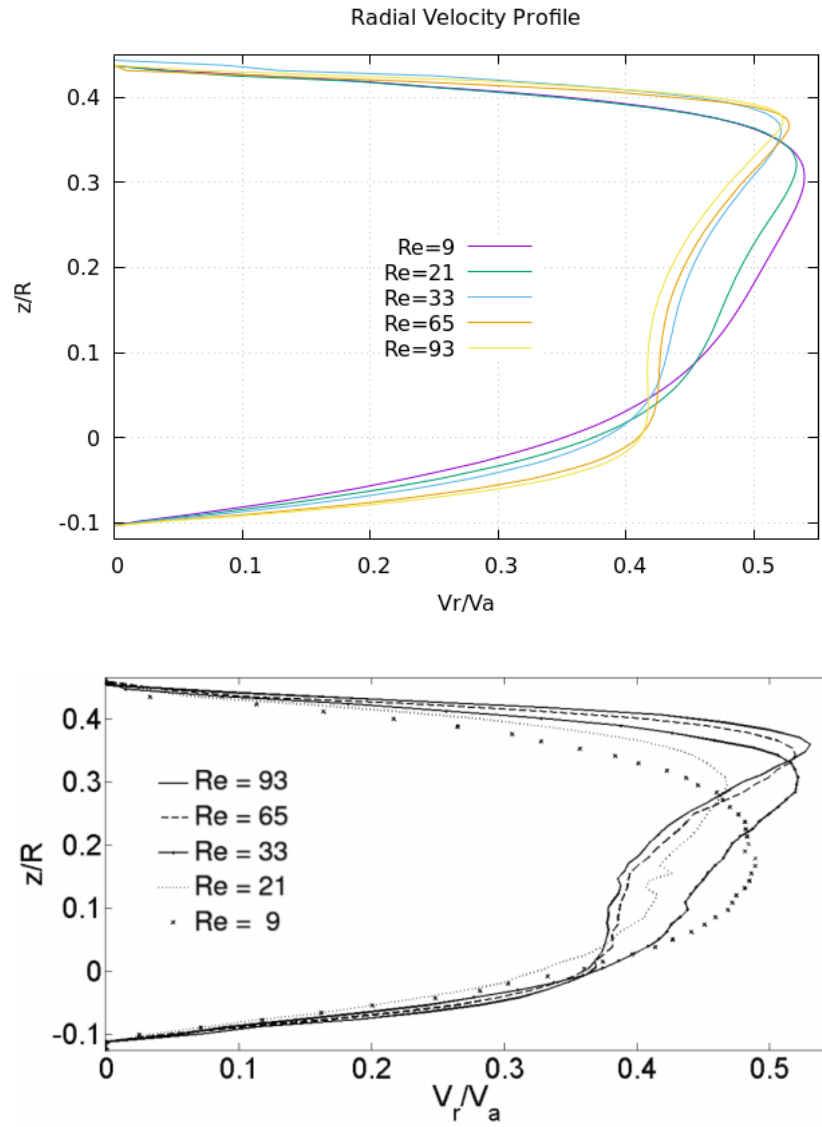 Radial Velocity Profile
0.4
0.3
Re=9
Re=21
Re=33
Re=65
Re=93
z/R
0.2
0.1
0
-0.1
0 0.1 0.2 0.3 0.4 0.5
Vr/Va
0.4
0.3
Re = 93
Re = 65
Re = 33
Re = 21
Re = 9
z/R
0.2
0.1
0
-0.1
0 0.1 0.2 0.3 0.4 0.5
V_r/V_a